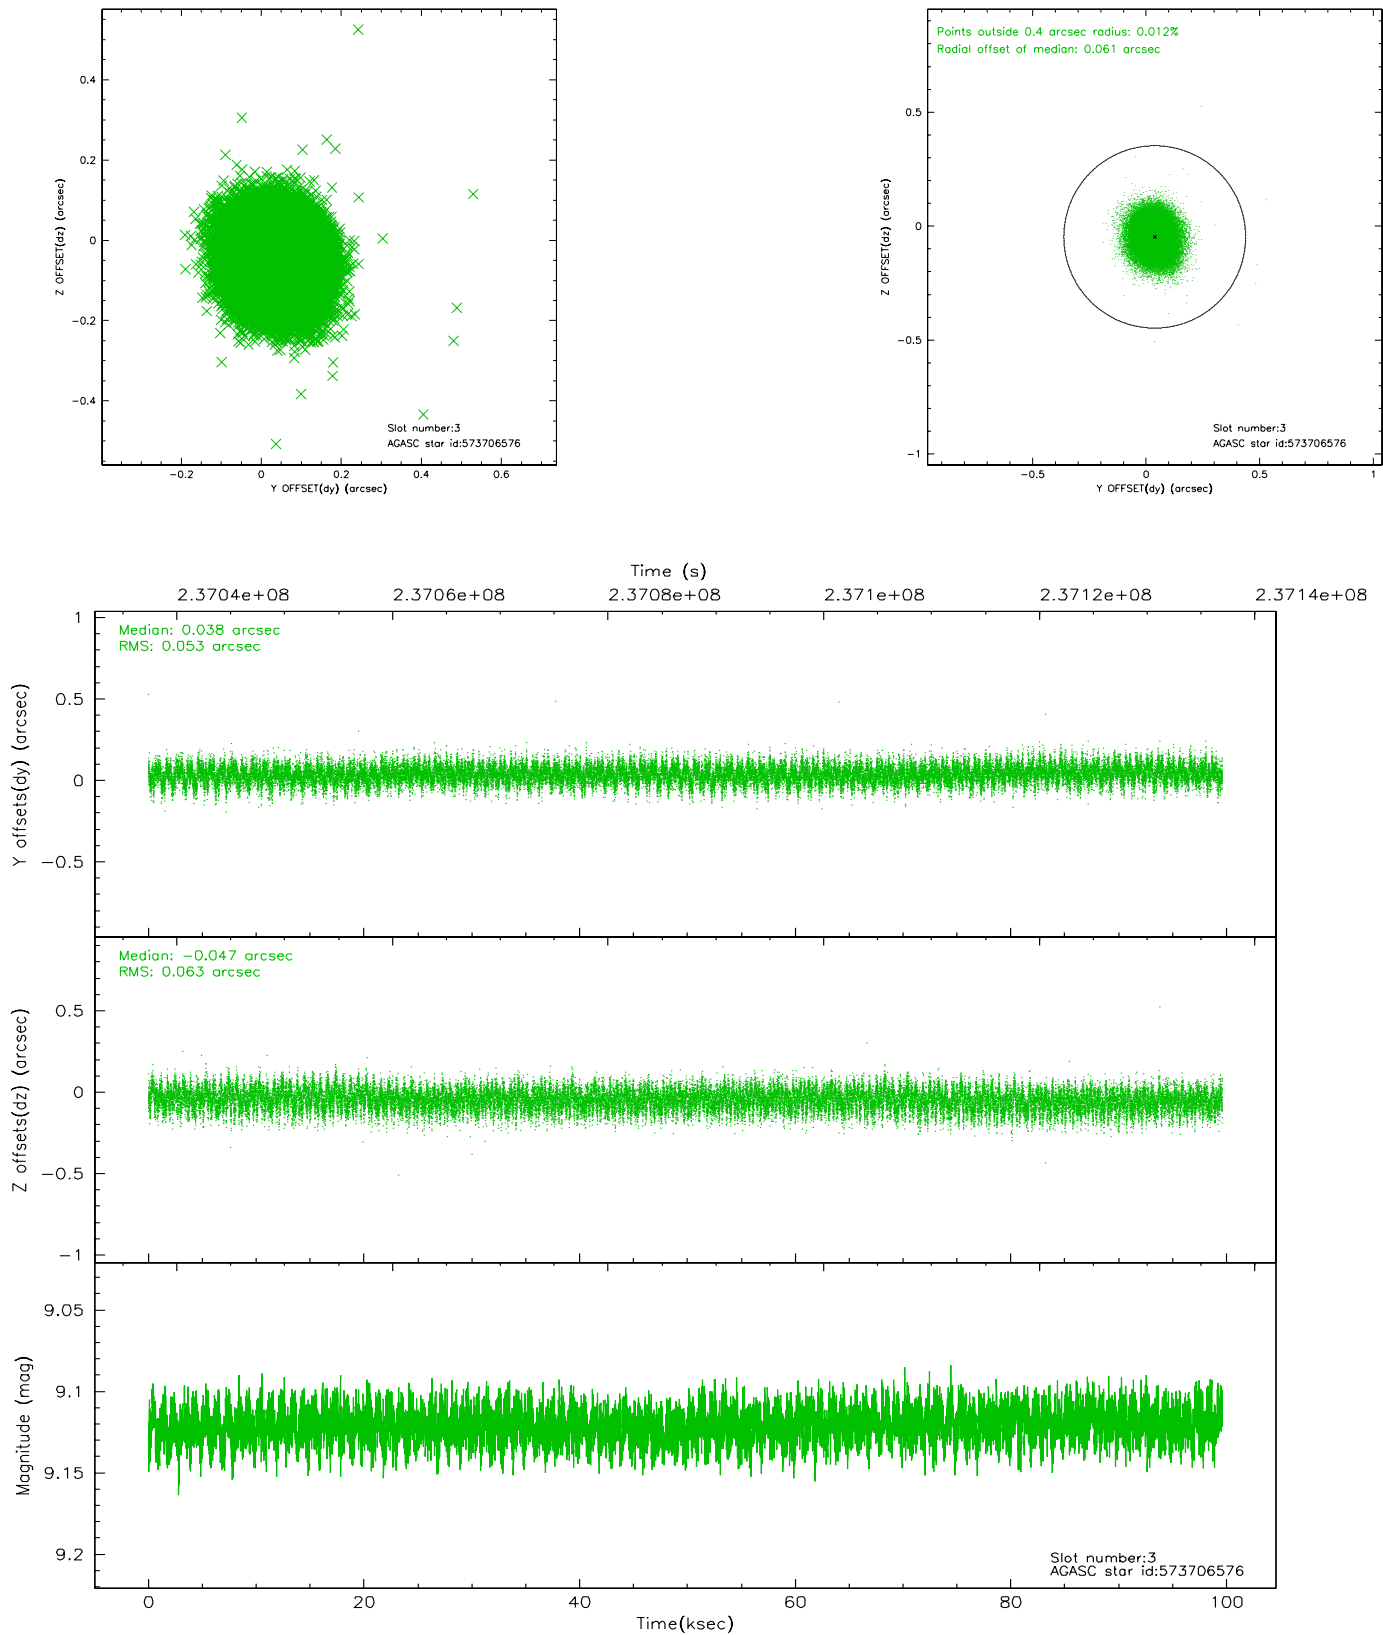 0.4
0.2
0
−0.2
−0.4
Z OFFSET(dz) (arcsec)
Slot number:3
AGASC star id:573706576
−0.2 0 0.2 0.4 0.6
Y OFFSET(dy) (arcsec)
Points outside 0.4 arcsec radius: 0.012%
Radial offset of median: 0.061 arcsec
0.5
0
−0.5
−1
Z OFFSET(dz) (arcsec)
Slot number:3
AGASC star id:573706576
−0.5 0 0.5 1
Y OFFSET(dy) (arcsec)
Time (s)
2.3704e+08 2.3706e+08 2.3708e+08 2.371e+08 2.3712e+08 2.3714e+08
Median: 0.038 arcsec
RMS: 0.053 arcsec
1
0.5
0
−0.5
Y offsets(dy) (arcsec)
Median: −0.047 arcsec
RMS: 0.063 arcsec
0.5
0
−0.5
−1
Z offsets(dz) (arcsec)
9.05
9.1
9.15
9.2
Magnitude (mag)
Slot number:3
AGASC star id:573706576
0 20 40 60 80 100
Time(ksec)